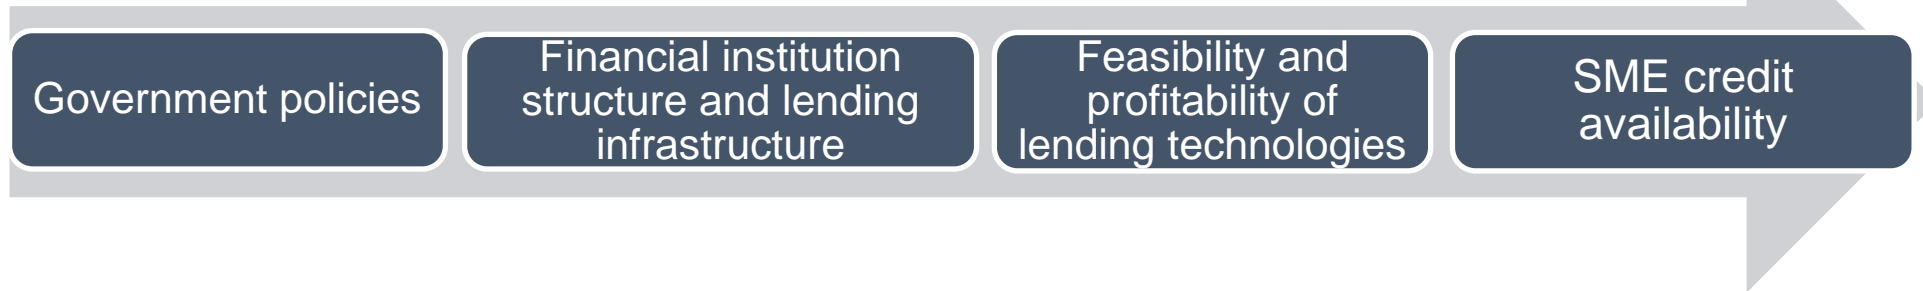 Government policies
Financial institution
structure and lending
infrastructure
Feasibility and
profitability of
lending technologies
SME credit
availability